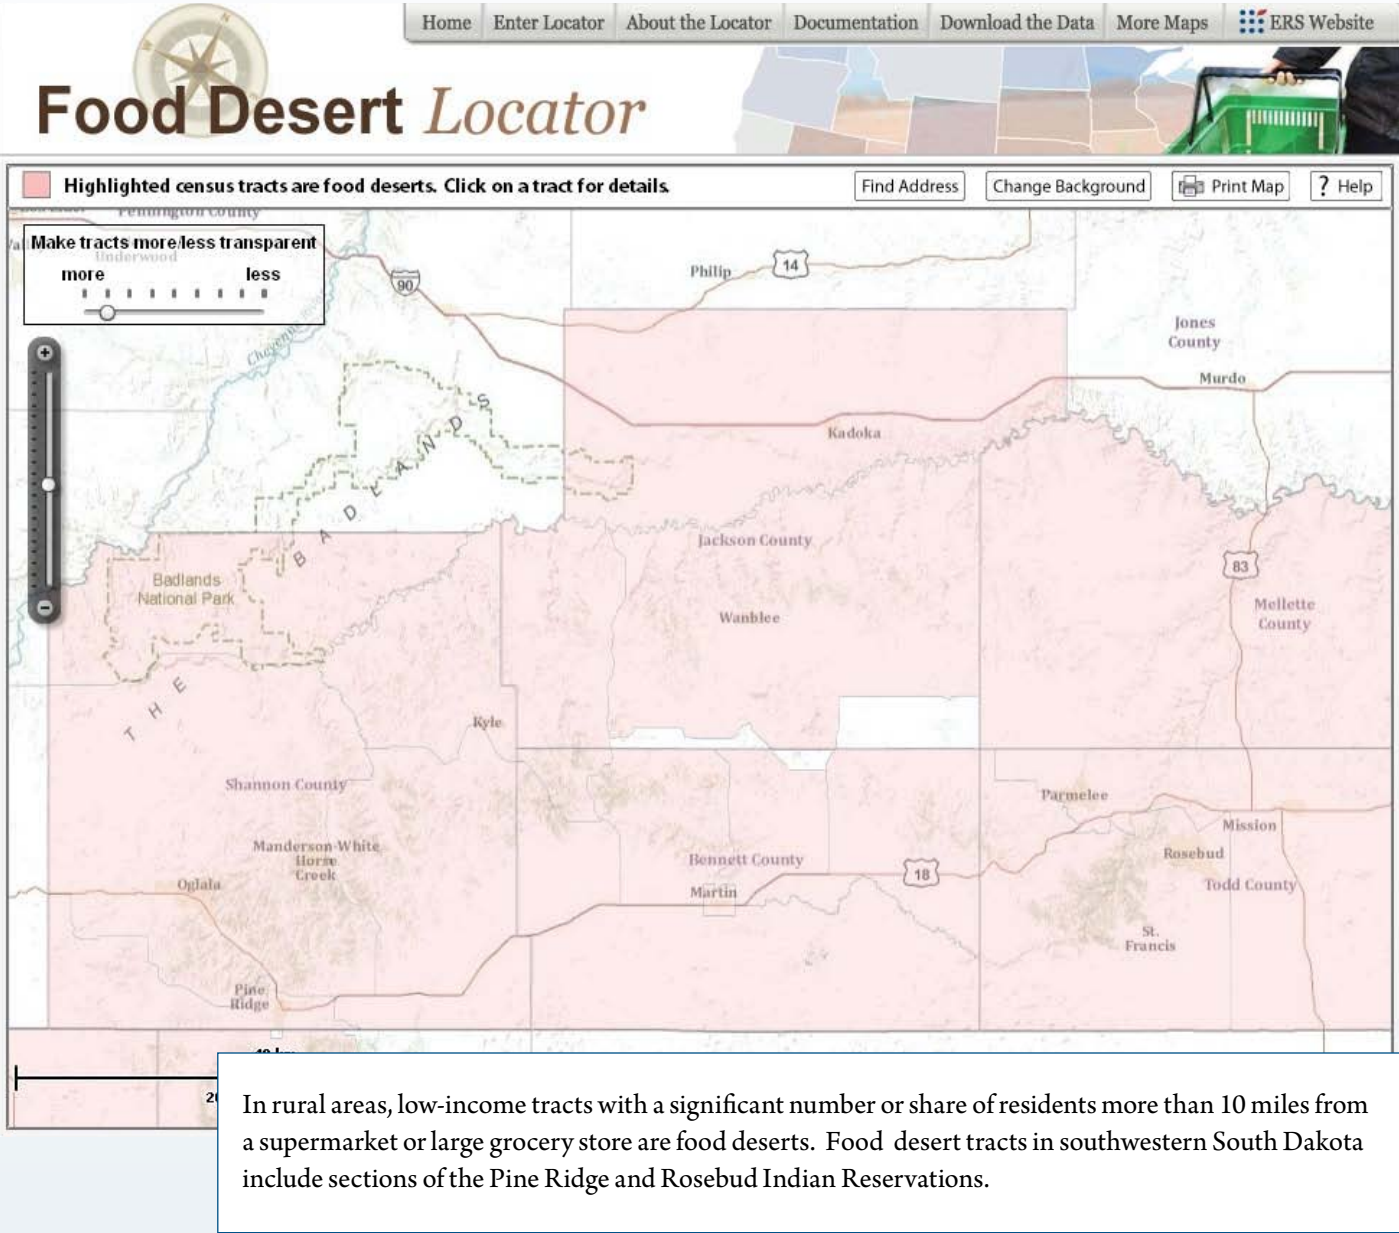 Home Enter Locator About the Locator Documentation Download the Data More Maps ERS Website
N
W
Food Desert Locator
Highlighted census tracts are food deserts. Click on a tract for details.
Find Address Change Background Print Map ? Help
Pennington County
Make tracts more/less transparent
Underwood
more less
90
Philip
14
Cheyenne
Jones
County
Murdo
Kadoka
THE BADLANDS
Jackson County
Badlands
National Park
83
Wanblee
Mellette
County
Kyle
Shannon County
Parmelee
Manderson-White
Horse
Creek
Mission
Rosebud
Bennett County
Oglala
Martin
18
Todd County
St.
Francis
Pine
Ridge
In rural areas, low-income tracts with a significant number or share of residents more than 10 miles from
a supermarket or large grocery store are food deserts. Food desert tracts in southwestern South Dakota
include sections of the Pine Ridge and Rosebud Indian Reservations.